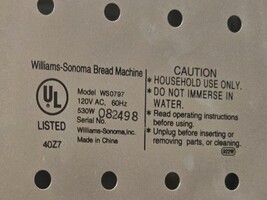 Williams-Sonoma Bread Machine
UL
LISTED
40Z7
Model WS0797
120V AC, 60Hz
530W 082498
Serial No.
Williams-Sonoma,inc.
Made in China
CAUTION
* HOUSEHOLD USE ONLY.
* DO NOT IMMERSE IN
WATER.
* Read operating instructions
before using.
* Unplug before inserting or
removing parts, or cleaning.